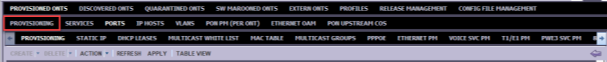 PROVISIONED ONTS DISCOVERED ONTS QUARANTINED ONTS SW MAROONED ONTS EXTERN ONTS PROFILES RELEASE MANAGEMENT CONFIG FILE MANAGEMENT
PROVISIONING SERVICES PORTS IP HOSTS VLANS PON PM (PER ONT) ETHERNET OAM PON UPSTREAM COS
PROVISIONING STATIC IP DHCP LEASES MULTICAST WHITE LIST MAC TABLE MULTICAST GROUPS PPPOE ETHERNET PM VOICE SVC PM T1/E1 PM PWE3 SVC PM
CREATE DELETE ACTION REFRESH APPLY TABLE VIEW